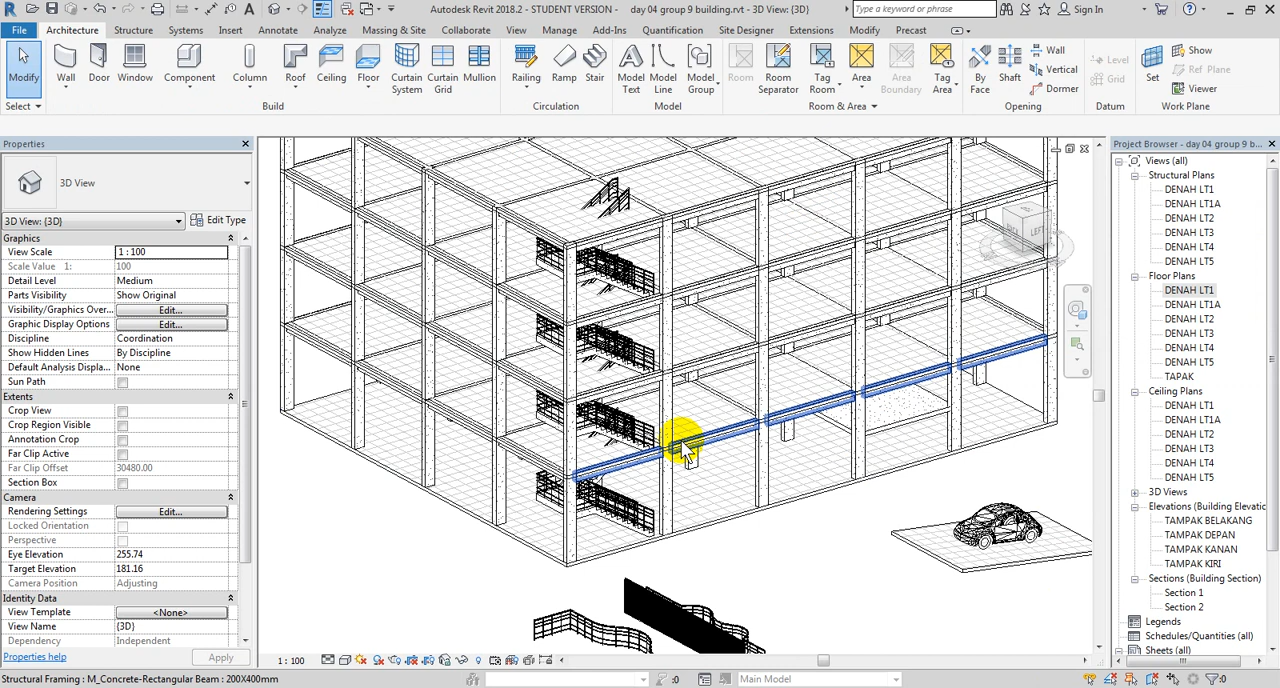 Autodesk Revit 2018.2 - STUDENT VERSION - day 04 group 9 building.rvt - 3D View: {3D}
Type a keyword or phrase
Sign In
File Architecture Structure Systems Insert Annotate Analyze Massing & Site Collaborate View Manage Add-Ins Quantification Site Designer Extensions Modify Precast
Modify Wall Door Window Component Column Roof Ceiling Floor Curtain System Curtain Grid Mullion Railing Ramp Stair Model Text Model Line Model Group Room Room Separator Tag Room Area Area Boundary Tag Area By Face Shaft Wall Vertical Dormer Level Grid Set Show Ref Plane Viewer
Select Build Circulation Model Room & Area Opening Datum Work Plane
Properties
3D View
3D View: {3D} Edit Type
Graphics
View Scale 1 : 100
Scale Value 1: 100
Detail Level Medium
Parts Visibility Show Original
Visibility/Graphics Over... Edit...
Graphic Display Options Edit...
Discipline Coordination
Show Hidden Lines By Discipline
Default Analysis Displa... None
Sun Path
Extents
Crop View
Crop Region Visible
Annotation Crop
Far Clip Active
Far Clip Offset 30480.00
Section Box
Camera
Rendering Settings Edit...
Locked Orientation
Perspective
Eye Elevation 255.74
Target Elevation 181.16
Camera Position Adjusting
Identity Data
View Template <None>
View Name {3D}
Dependency Independent
Properties help Apply
BACK LEFT
Project Browser - day 04 group 9 b...
Views (all)
Structural Plans
DENAH LT1
DENAH LT1A
DENAH LT2
DENAH LT3
DENAH LT4
DENAH LT5
Floor Plans
DENAH LT1
DENAH LT1A
DENAH LT2
DENAH LT3
DENAH LT4
DENAH LT5
TAPAK
Ceiling Plans
DENAH LT1
DENAH LT1A
DENAH LT2
DENAH LT3
DENAH LT4
DENAH LT5
3D Views
Elevations (Building Elevatic
TAMPAK BELAKANG
TAMPAK DEPAN
TAMPAK KANAN
TAMPAK KIRI
Sections (Building Section)
Section 1
Section 2
Legends
Schedules/Quantities (all)
Sheets (all)
1 : 100
Structural Framing : M_Concrete-Rectangular Beam : 200X400mm
:0 Main Model :0